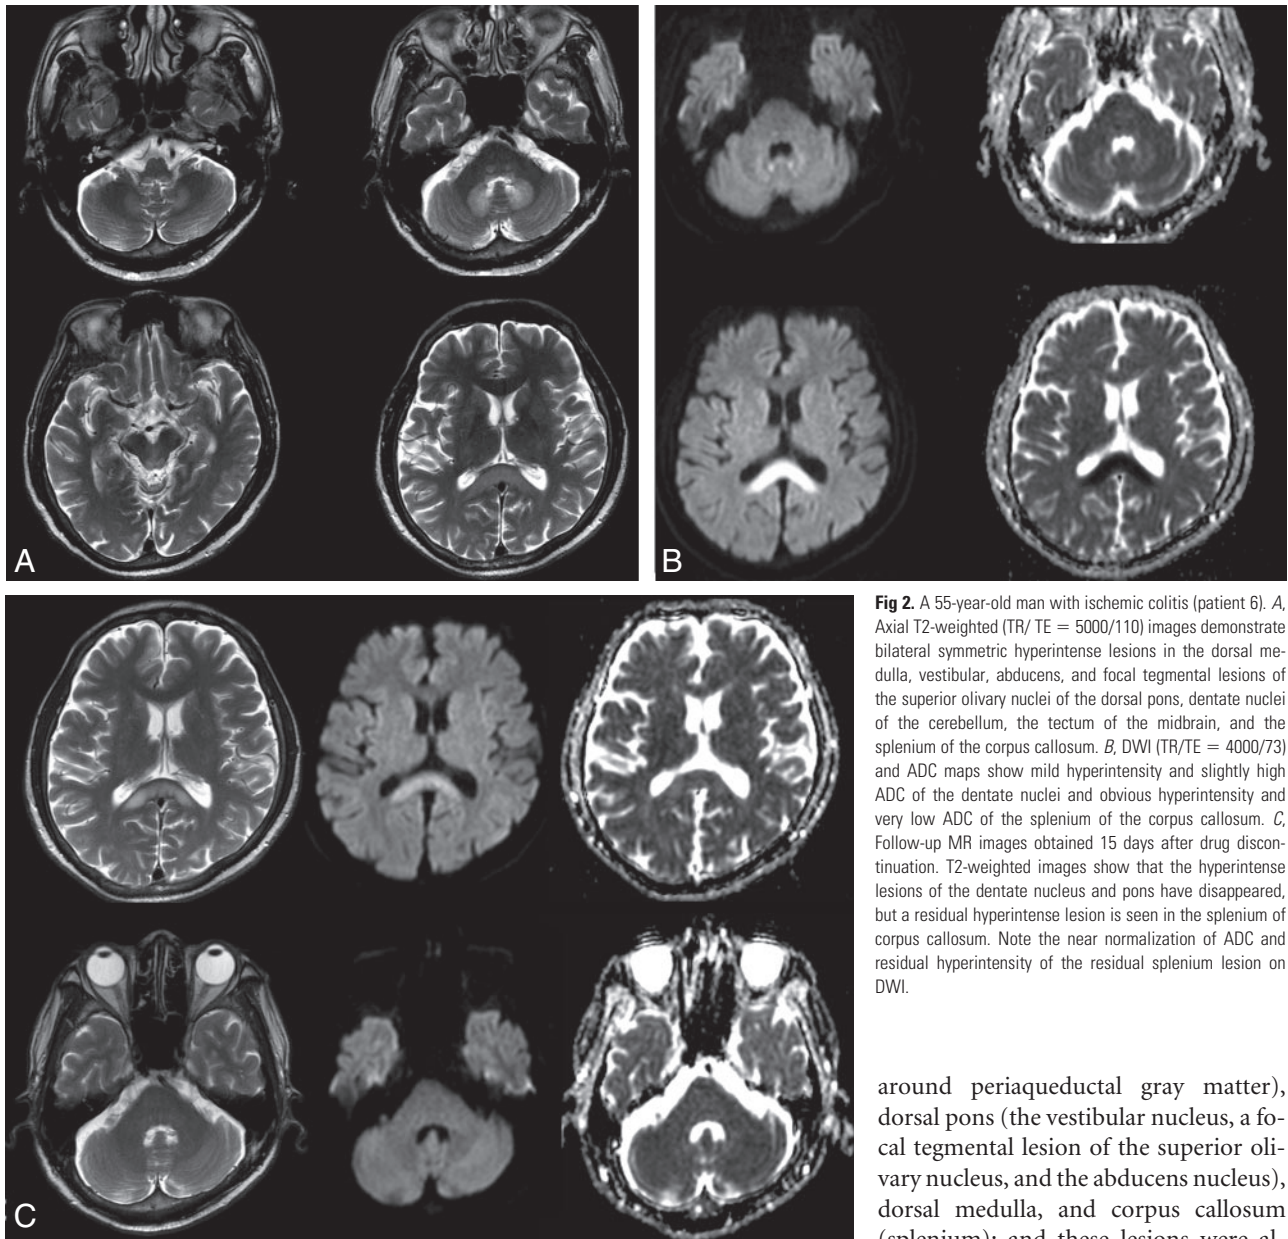 A
B
C
Fig 2. A 55-year-old man with ischemic colitis (patient 6). A,
Axial T2-weighted (TR/ TE = 5000/110) images demonstrate
bilateral symmetric hyperintense lesions in the dorsal me-
dulla, vestibular, abducens, and focal tegmental lesions of
the superior olivary nuclei of the dorsal pons, dentate nuclei
of the cerebellum, the tectum of the midbrain, and the
splenium of the corpus callosum. B, DWI (TR/TE = 4000/73)
and ADC maps show mild hyperintensity and slightly high
ADC of the dentate nuclei and obvious hyperintensity and
very low ADC of the splenium of the corpus callosum. C,
Follow-up MR images obtained 15 days after drug discon-
tinuation. T2-weighted images show that the hyperintense
lesions of the dentate nucleus and pons have disappeared,
but a residual hyperintense lesion is seen in the splenium of
corpus callosum. Note the near normalization of ADC and
residual hyperintensity of the residual splenium lesion on
DWI.
around periaqueductal gray matter),
dorsal pons (the vestibular nucleus, a fo-
cal tegmental lesion of the superior oli-
vary nucleus, and the abducens nucleus),
dorsal medulla, and corpus callosum
(splenium); and these lesions were al-